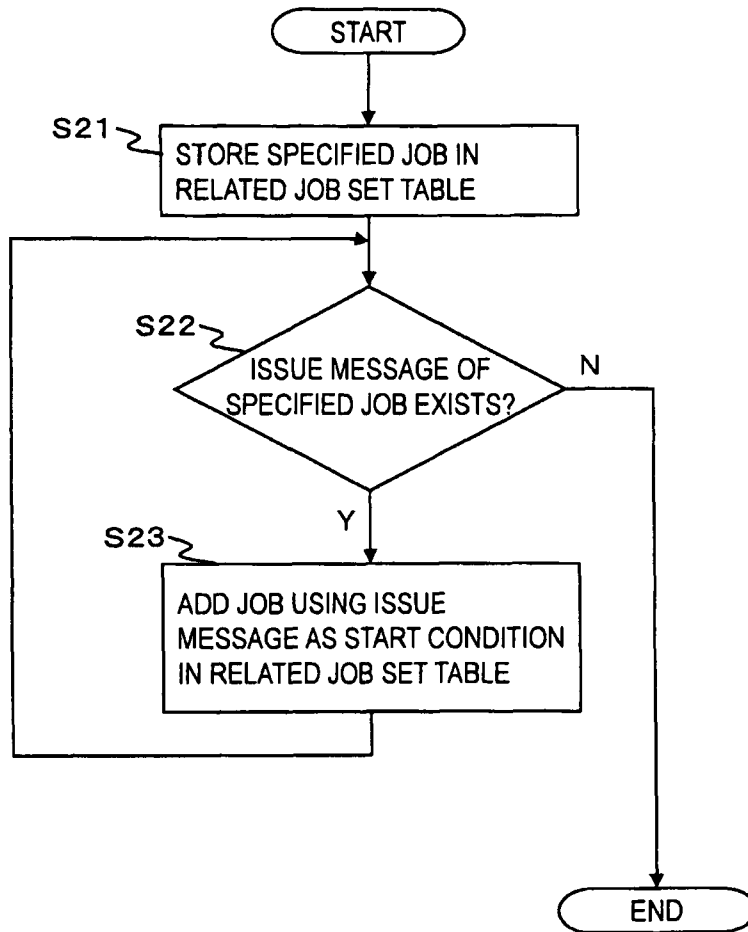 START
S21
STORE SPECIFIED JOB IN
RELATED JOB SET TABLE
S22
ISSUE MESSAGE OF
SPECIFIED JOB EXISTS?
N
Y
S23
ADD JOB USING ISSUE
MESSAGE AS START CONDITION
IN RELATED JOB SET TABLE
END